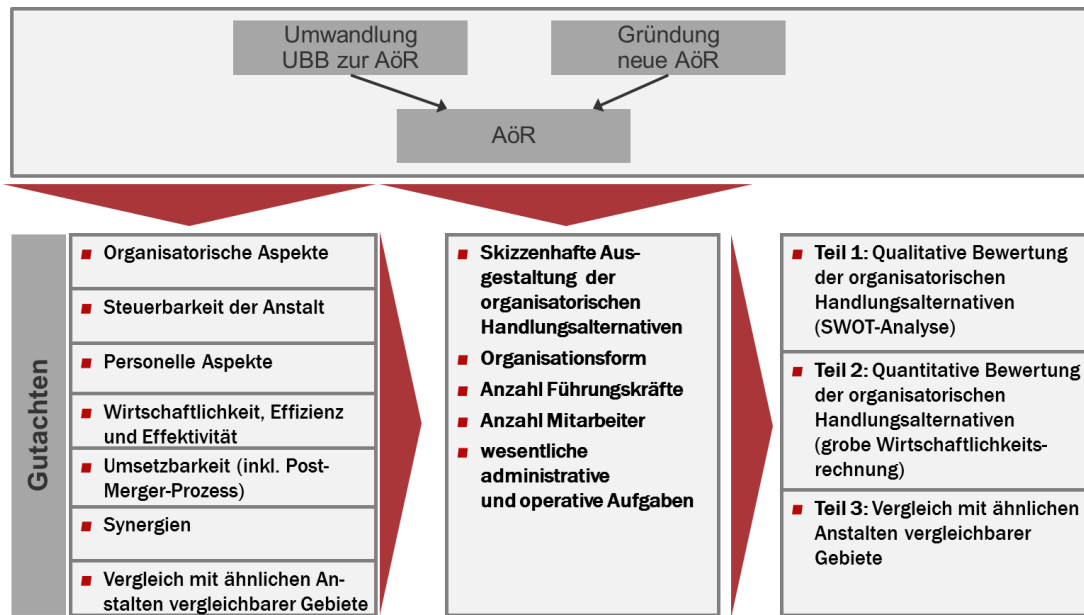 Umwandlung
UBB zur AöR
Gründung
neue AöR
AöR
Gutachten
Organisatorische Aspekte
Steuerbarkeit der Anstalt
Personelle Aspekte
Wirtschaftlichkeit, Effizienz
und Effektivität
Umsetzbarkeit (inkl. Post-
Merger-Prozess)
Synergien
Vergleich mit ähnlichen An-
stalten vergleichbarer Gebiete
Skizzenhafte Aus-
gestaltung der
organisatorischen
Handlungsalternativen
Organisationsform
Anzahl Führungskräfte
Anzahl Mitarbeiter
wesentliche
administrative
und operative Aufgaben
Teil 1: Qualitative Bewertung
der organisatorischen
Handlungsalternativen
(SWOT-Analyse)
Teil 2: Quantitative Bewertung
der organisatorischen
Handlungsalternativen
(grobe Wirtschaftlichkeits-
rechnung)
Teil 3: Vergleich mit ähnlichen
Anstalten vergleichbarer
Gebiete